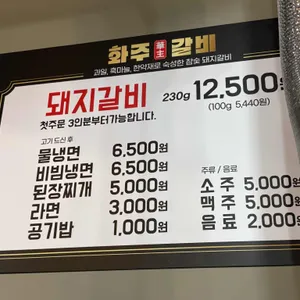 화주 華主 갈비
과일, 흑마늘, 한약재로 숙성한 참숯 돼지갈비
돼지갈비 230g 12.500원
(100g 5,440원)
첫주문 3인분부터가능합니다.
고기 드신 후
물냉면 6.500원
비빔냉면 6.500원
된장찌개 5.000원
라면 3,000원
공기밥 1,000원
주류 / 음료
소주 5.000원
맥주 5.000원
음료 2.000원